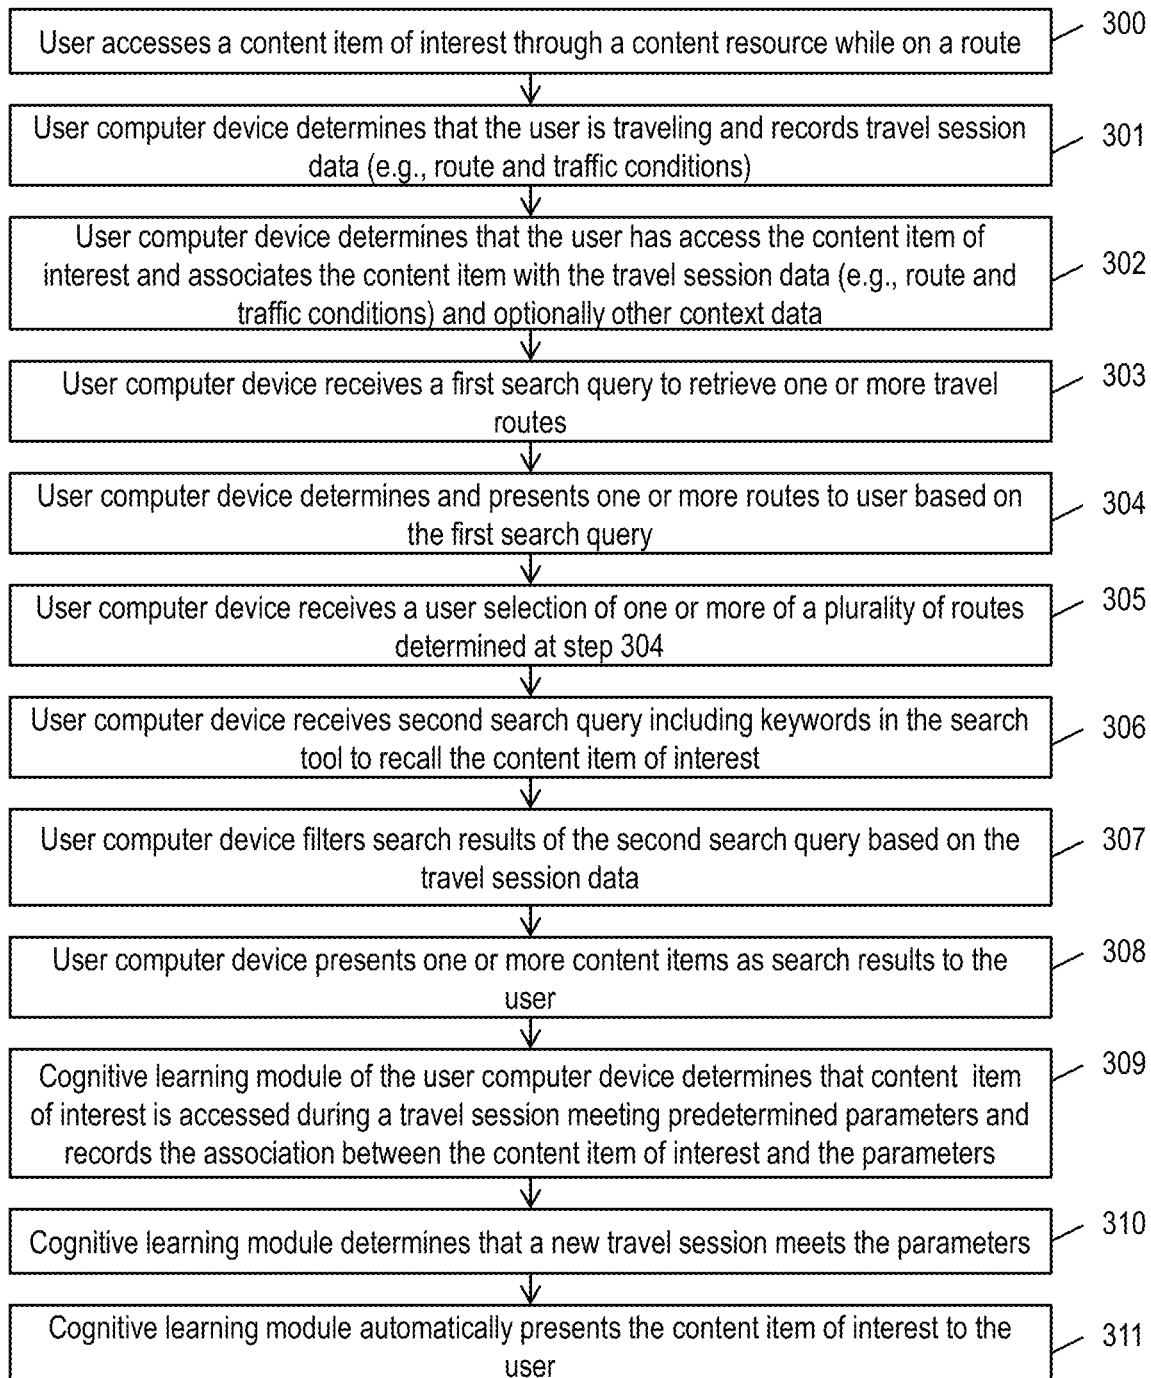 User accesses a content item of interest through a content resource while on a route
300
User computer device determines that the user is traveling and records travel session
data (e.g., route and traffic conditions)
301
User computer device determines that the user has access the content item of
interest and associates the content item with the travel session data (e.g., route and
traffic conditions) and optionally other context data
302
User computer device receives a first search query to retrieve one or more travel
routes
303
User computer device determines and presents one or more routes to user based on
the first search query
304
User computer device receives a user selection of one or more of a plurality of routes
determined at step 304
305
User computer device receives second search query including keywords in the search
tool to recall the content item of interest
306
User computer device filters search results of the second search query based on the
travel session data
307
User computer device presents one or more content items as search results to the
user
308
Cognitive learning module of the user computer device determines that content item
of interest is accessed during a travel session meeting predetermined parameters and
records the association between the content item of interest and the parameters
309
Cognitive learning module determines that a new travel session meets the parameters
310
Cognitive learning module automatically presents the content item of interest to the
user
311